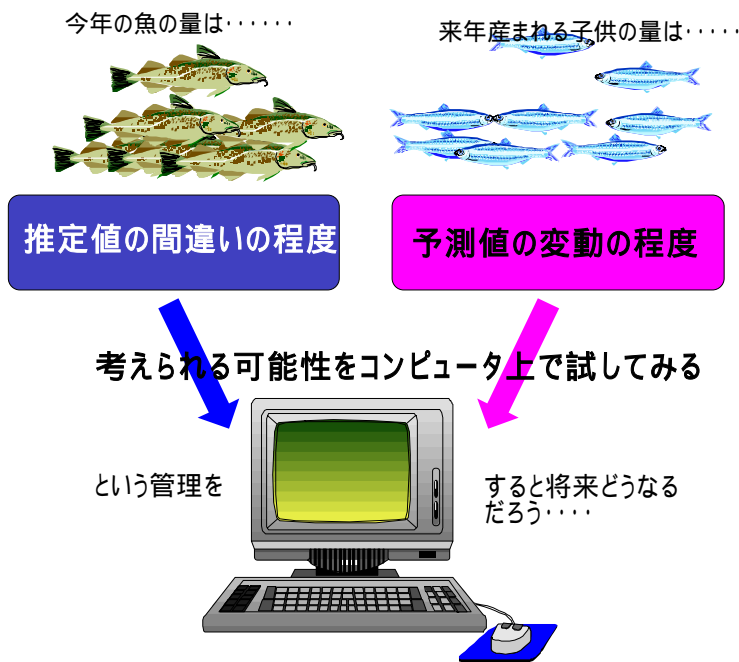 今年の魚の量は‥‥‥
来年産まれる子供の量は‥‥‥
推定値の間違いの程度
予測値の変動の程度
考えられる可能性をコンピュータ上で試してみる
という管理を
すると将来どうなる
だろう‥‥